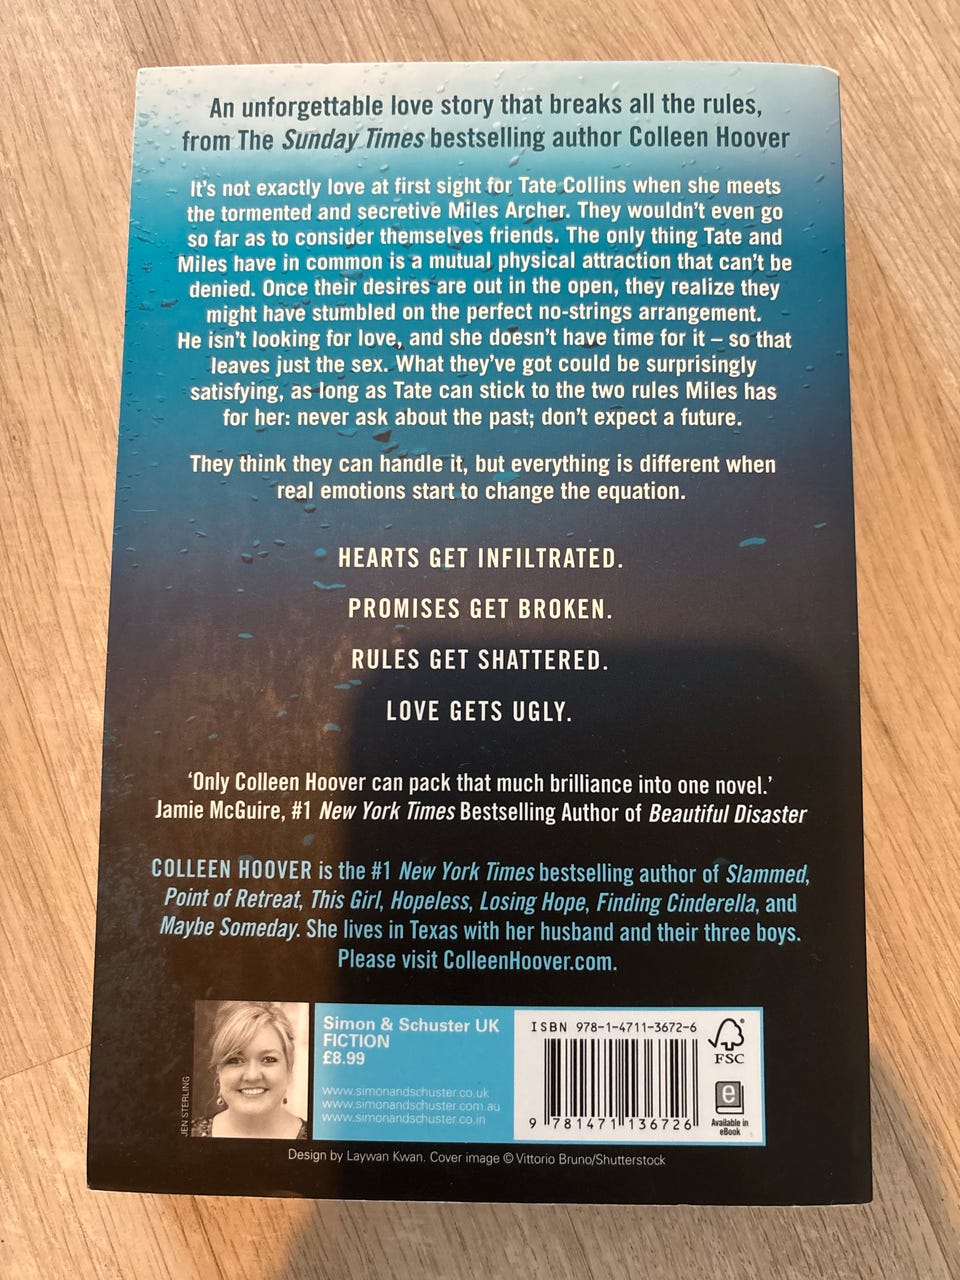 An unforgettable love story that breaks all the rules,
from The Sunday Times bestselling author Colleen Hoover
It's not exactly love at first sight for Tate Collins when she meets
the tormented and secretive Miles Archer. They wouldn't even go
so far as to consider themselves friends. The only thing Tate and
Miles have in common is a mutual physical attraction that can't be
denied. Once their desires are out in the open, they realize they
might have stumbled on the perfect no-strings arrangement.
He isn't looking for love, and she doesn't have time for it – so that
leaves just the sex. What they've got could be surprisingly
satisfying, as long as Tate can stick to the two rules Miles has
for her: never ask about the past; don't expect a future.
They think they can handle it, but everything is different when
real emotions start to change the equation.
HEARTS GET INFILTRATED.
PROMISES GET BROKEN.
RULES GET SHATTERED.
LOVE GETS UGLY.
'Only Colleen Hoover can pack that much brilliance into one novel.'
Jamie McGuire, #1 New York Times Bestselling Author of Beautiful Disaster
COLLEEN HOOVER is the #1 New York Times bestselling author of Slammed,
Point of Retreat, This Girl, Hopeless, Losing Hope, Finding Cinderella, and
Maybe Someday. She lives in Texas with her husband and their three boys.
Please visit ColleenHoover.com.
JEN STERLING
Simon & Schuster UK
FICTION
£8.99
www.simonandschuster.co.uk
www.simonandschuster.com.au
www.simonandschuster.co.in
ISBN 978-1-4711-3672-6
9 781471 136726
FSC
e
Available in
eBook
Design by Laywan Kwan. Cover image © Vittorio Bruno/Shutterstock